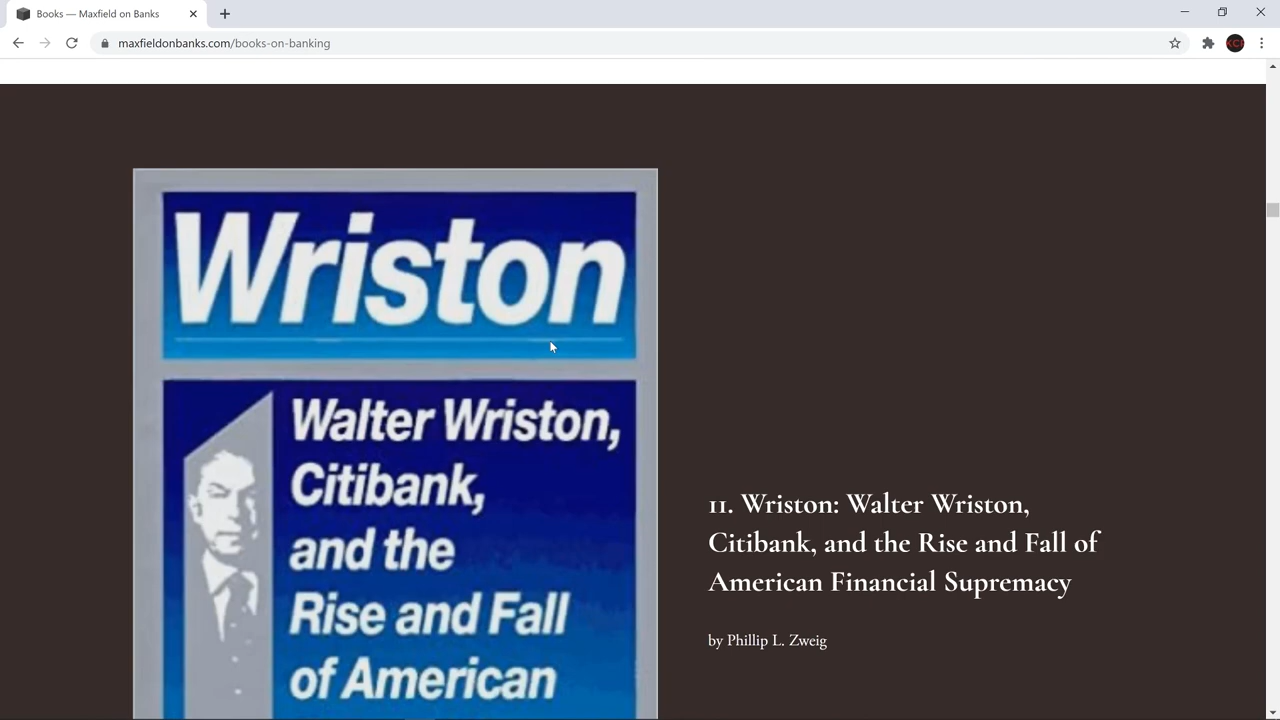 Books — Maxfield on Banks
maxfieldonbanks.com/books-on-banking
Wriston
Walter Wriston,
Citibank,
and the
Rise and Fall
of American
11. Wriston: Walter Wriston,
Citibank, and the Rise and Fall of
American Financial Supremacy
by Phillip L. Zweig